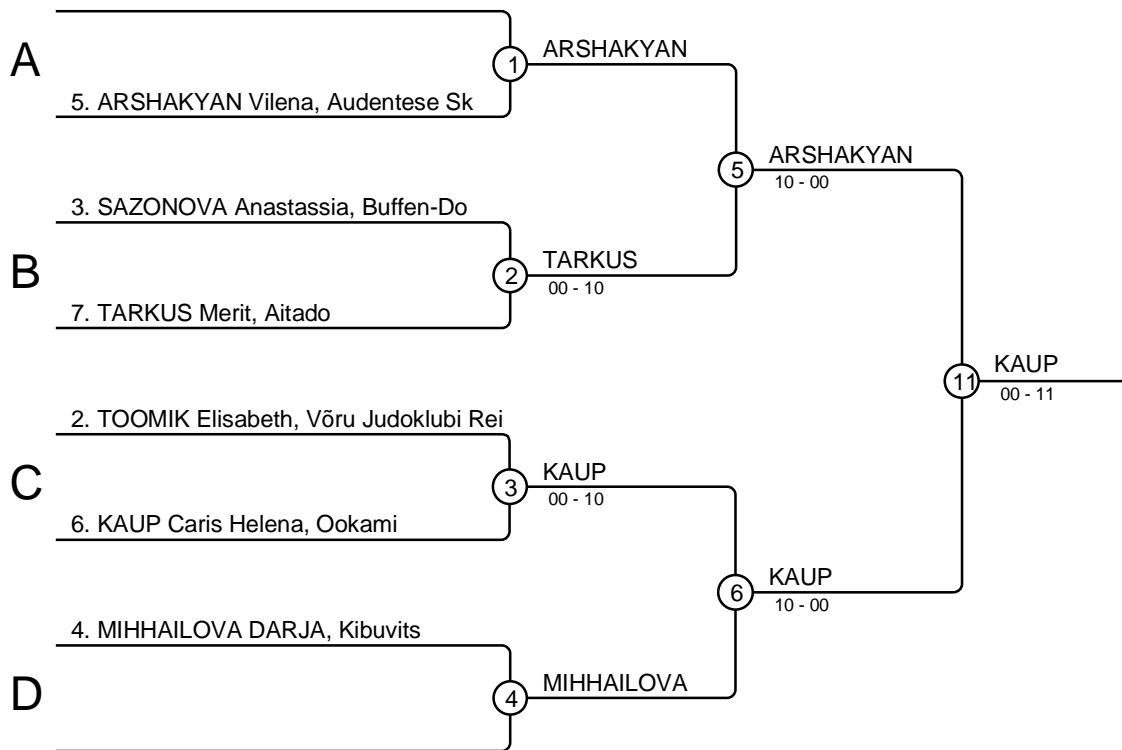 A
1
ARSHAKYAN
5. ARSHAKYAN Vilena, Audentese Sk
5
ARSHAKYAN
10 - 00
3. SAZONOVA Anastassia, Buffen-Do
B
2
TARKUS
00 - 10
7. TARKUS Merit, Aitado
11
KAUP
00 - 11
2. TOOMIK Elisabeth, Võru Judoklubi Rei
C
3
KAUP
00 - 10
6. KAUP Caris Helena, Ookami
6
KAUP
10 - 00
4. MIHHAILOVA DARJA, Kibuvits
D
4
MIHHAILOVA